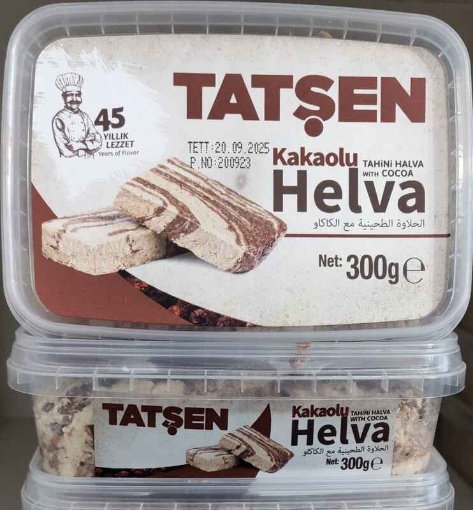 TATŞEN
45
YILLIK
LEZZET
Years of Flavor
TETT:20.09.2025
P.NO:200923
Kakaolu TAHiNi HALVA
WITH COCOA
Helva
الحلاوة الطحينية مع الكاكاو
Net: 300g e
TATŞEN
Kakaolu TAHiNi HALVA
WITH COCOA
Helva
الحلاوة الطحينية مع الكاكاو
Net: 300g e